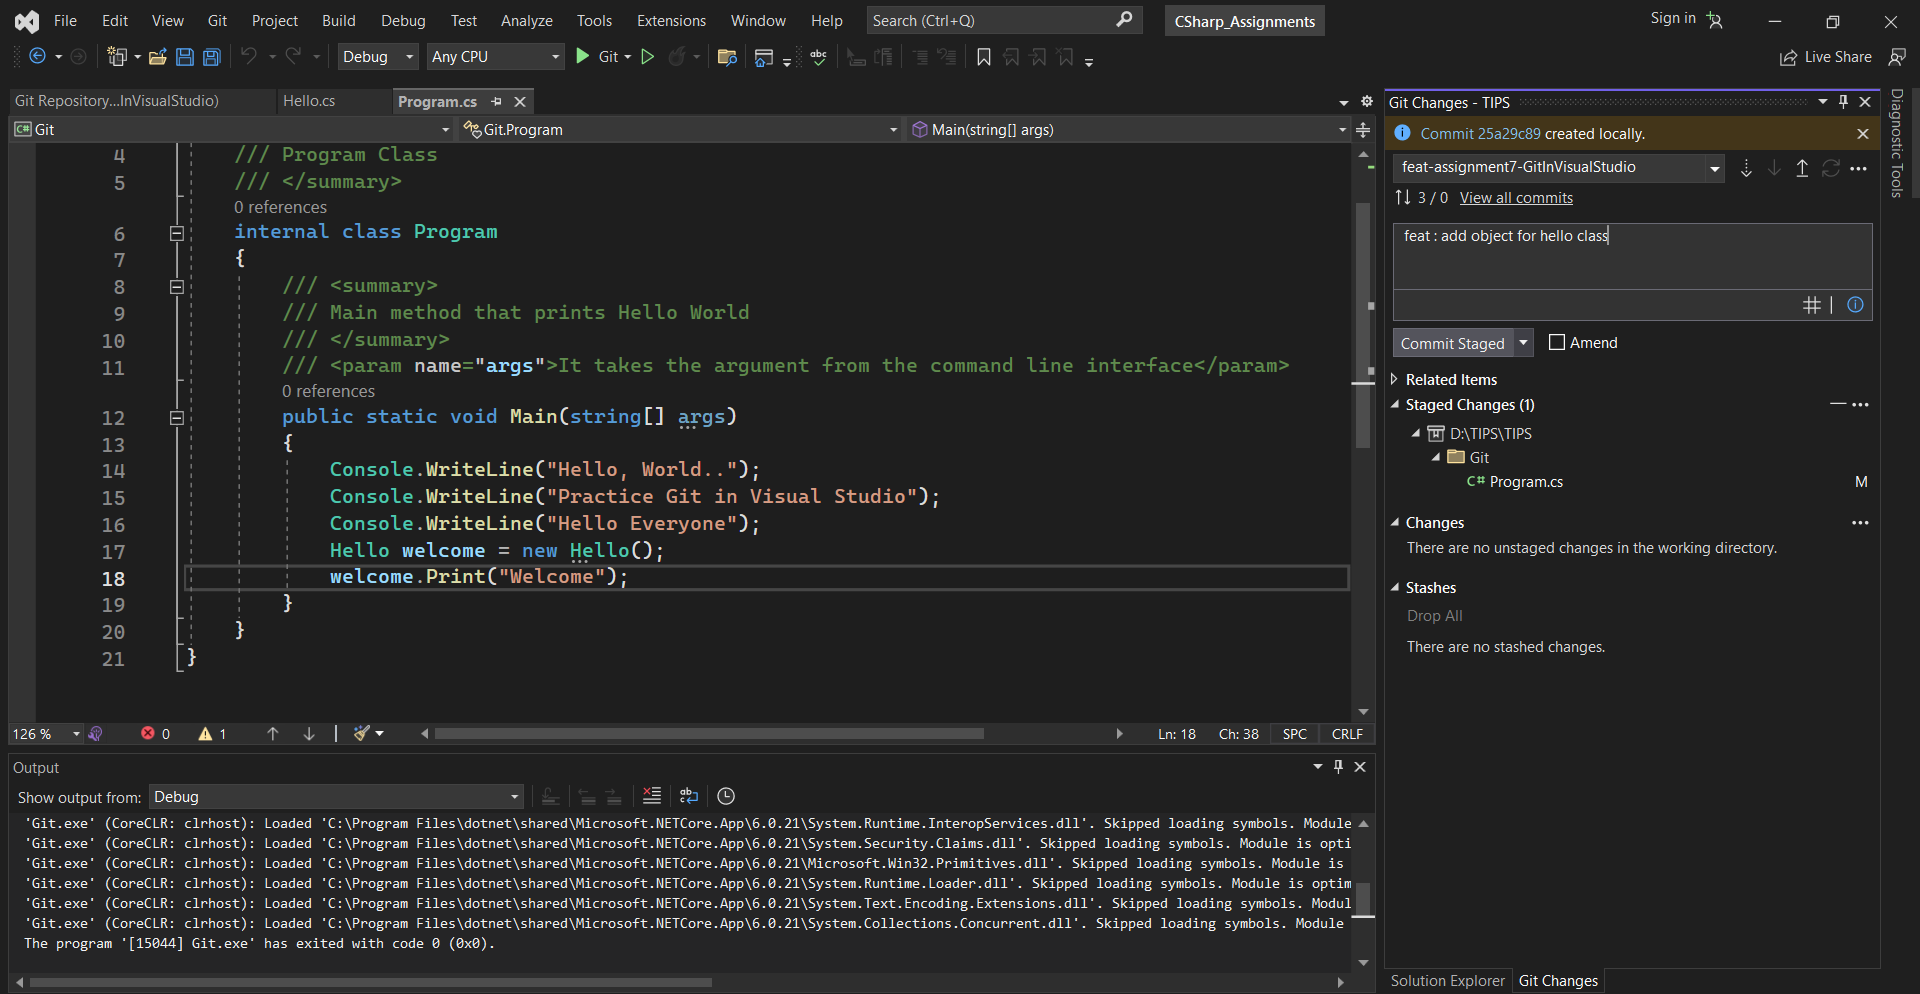 File Edit View Git Project Build Debug Test Analyze Tools Extensions Window Help Search (Ctrl+Q) CSharp_Assignments Sign in
Debug Any CPU Git Live Share
Git Repository...InVisualStudio) Hello.cs Program.cs
C# Git Git.Program Main(string[] args)
4 /// Program Class
5 /// </summary>
0 references
6 internal class Program
7 {
8 /// <summary>
9 /// Main method that prints Hello World
10 /// </summary>
11 /// <param name="args">It takes the argument from the command line interface</param>
0 references
12 public static void Main(string[] args)
13 {
14 Console.WriteLine("Hello, World..");
15 Console.WriteLine("Practice Git in Visual Studio");
16 Console.WriteLine("Hello Everyone");
17 Hello welcome = new Hello();
18 welcome.Print("Welcome");
19 }
20 }
21 }
126 % 0 1 Ln: 18 Ch: 38 SPC CRLF
Output
Show output from: Debug
'Git.exe' (CoreCLR: clrhost): Loaded 'C:\Program Files\dotnet\shared\Microsoft.NETCore.App\6.0.21\System.Runtime.InteropServices.dll'. Skipped loading symbols. Module
'Git.exe' (CoreCLR: clrhost): Loaded 'C:\Program Files\dotnet\shared\Microsoft.NETCore.App\6.0.21\System.Security.Claims.dll'. Skipped loading symbols. Module is opti
'Git.exe' (CoreCLR: clrhost): Loaded 'C:\Program Files\dotnet\shared\Microsoft.NETCore.App\6.0.21\Microsoft.Win32.Primitives.dll'. Skipped loading symbols. Module is
'Git.exe' (CoreCLR: clrhost): Loaded 'C:\Program Files\dotnet\shared\Microsoft.NETCore.App\6.0.21\System.Runtime.Loader.dll'. Skipped loading symbols. Module is optim
'Git.exe' (CoreCLR: clrhost): Loaded 'C:\Program Files\dotnet\shared\Microsoft.NETCore.App\6.0.21\System.Text.Encoding.Extensions.dll'. Skipped loading symbols. Modul
'Git.exe' (CoreCLR: clrhost): Loaded 'C:\Program Files\dotnet\shared\Microsoft.NETCore.App\6.0.21\System.Collections.Concurrent.dll'. Skipped loading symbols. Module
The program '[15044] Git.exe' has exited with code 0 (0x0).
Git Changes - TIPS
Commit 25a29c89 created locally.
feat-assignment7-GitInVisualStudio
3 / 0 View all commits
feat : add object for hello class
Commit Staged Amend
Related Items
Staged Changes (1)
D:\TIPS\TIPS
Git
C# Program.cs M
Changes
There are no unstaged changes in the working directory.
Stashes
Drop All
There are no stashed changes.
Solution Explorer Git Changes
Diagnostic Tools